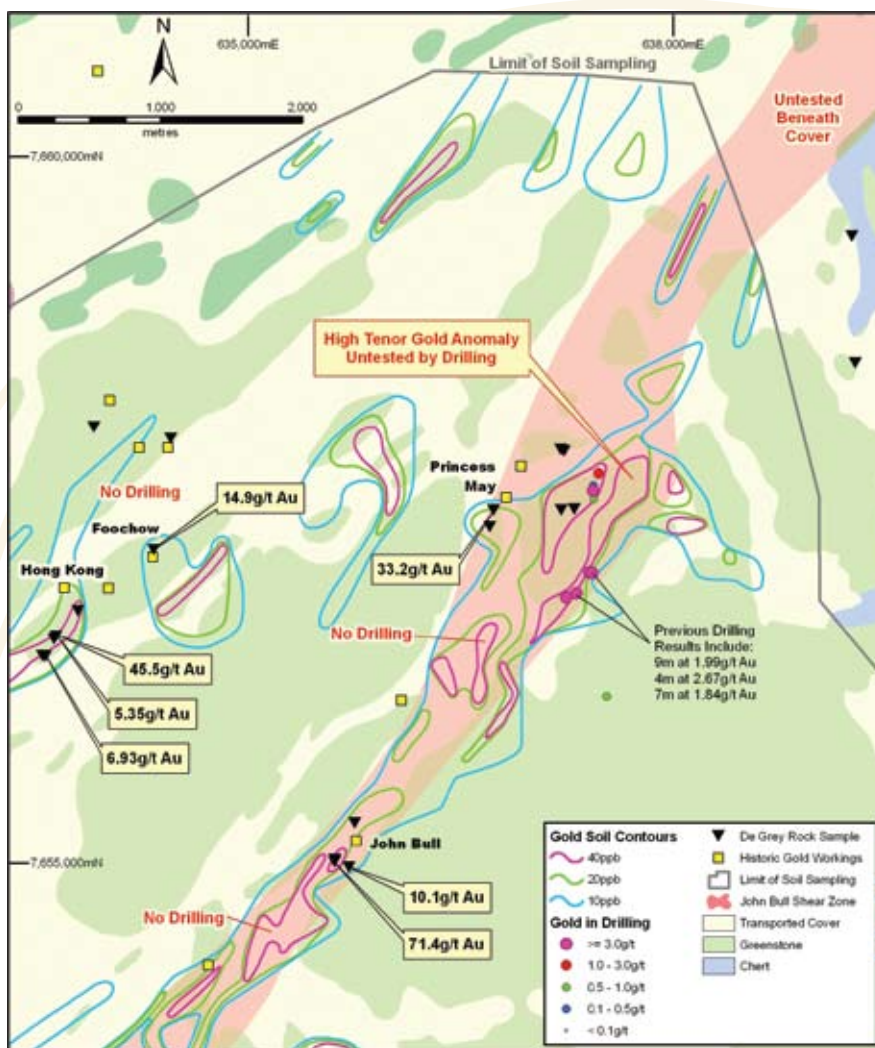 635,000mE
638,000mE
N
Limit of Soil Sampling
0
1,000
2,000
metres
Untested
Beneath
Cover
7,660,000mN
High Tenor Gold Anomaly
Untested by Drilling
Princess
May
No Drilling
14.9g/t Au
Foochow
Hong Kong
33.2g/t Au
No Drilling
Previous Drilling
Results Include:
9m at 1.99g/t Au
4m at 2.67g/t Au
7m at 1.84g/t Au
45.5g/t Au
5.35g/t Au
6.93g/t Au
7,655,000mN
John Bull
10.1g/t Au
No Drilling
71.4g/t Au
Gold Soil Contours
40ppb
20ppb
10ppb
Gold in Drilling
>= 3.0g/t
1.0 - 3.0g/t
0.5 - 1.0g/t
0.1 - 0.5g/t
< 0.1g/t
De Grey Rock Sample
Historic Gold Workings
Limit of Soil Sampling
John Bull Shear Zone
Transported Cover
Greenstone
Chert